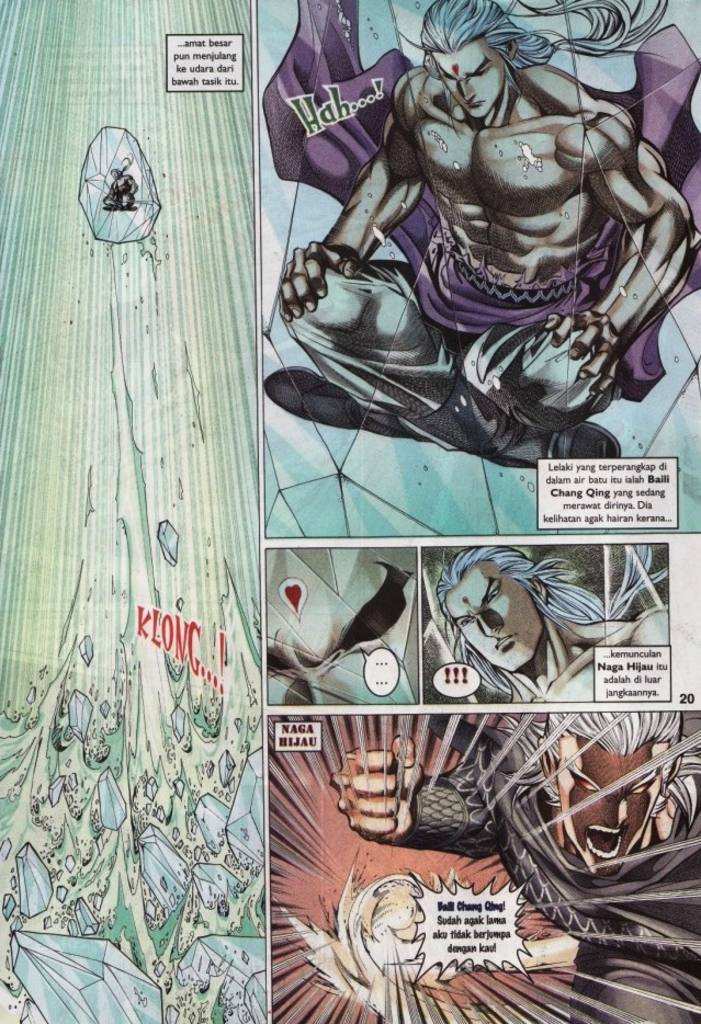 ...amat besar
pun menjulang
ke udara dari
bawah tasik itu.
Hah...!
Lelaki yang terperangkap di
dalam air batu itu ialah Baili
Chang Qing yang sedang
merawat dirinya. Dia
kelihatan agak hairan kerana...
KLONG...!
...
...
!!!
...kemunculan
Naga Hijau itu
adalah di luar
jangkaannya.
20
NAGA
HIJAU
Baili Chang Qing!
Sudah agak lama
aku tidak berjumpa
dengan kau!